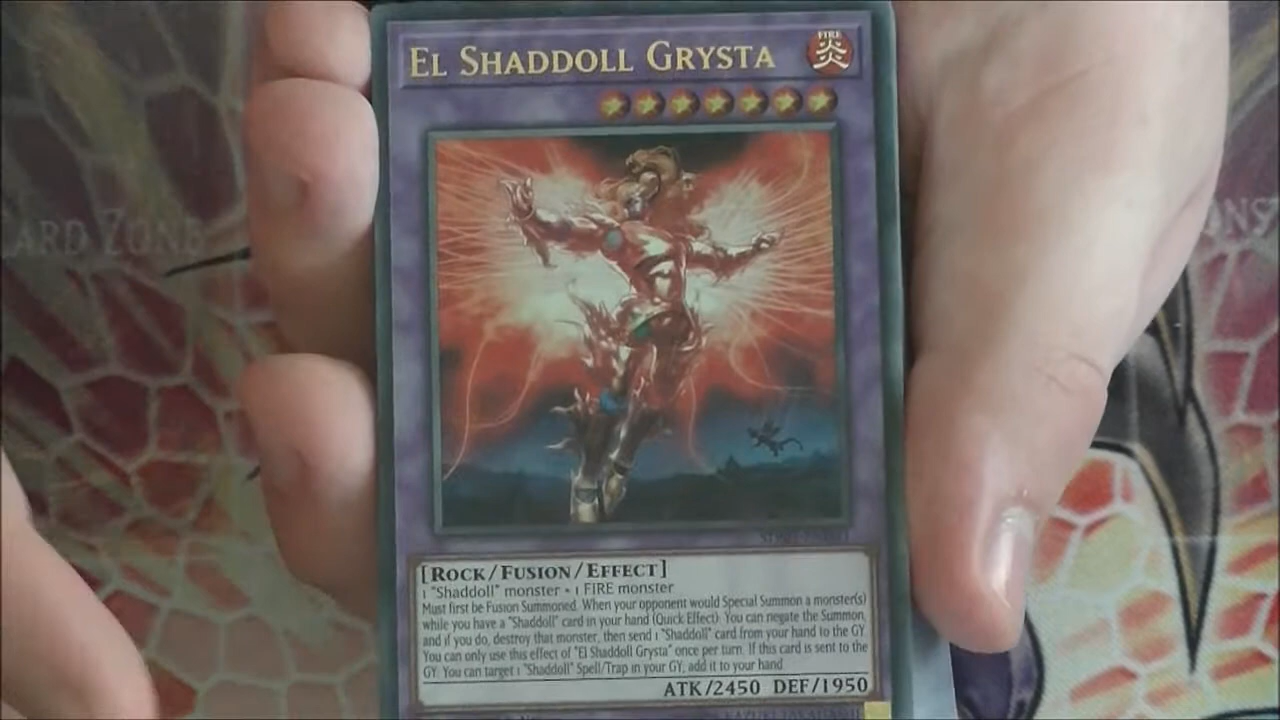 EL SHADDOLL GRYSTA
FIRE
炎
CARD ZONE
[ROCK/FUSION/EFFECT]
1 "Shaddoll" monster + 1 FIRE monster
Must first be Fusion Summoned. When your opponent would Special Summon a monster(s)
while you have a "Shaddoll" card in your hand (Quick Effect): You can negate the Summon,
and if you do, destroy that monster, then send 1 "Shaddoll" card from your hand to the GY.
You can only use this effect of "El Shaddoll Grysta" once per turn. If this card is sent to the
GY: You can target 1 "Shaddoll" Spell/Trap in your GY; add it to your hand.
ATK/2450 DEF/1950